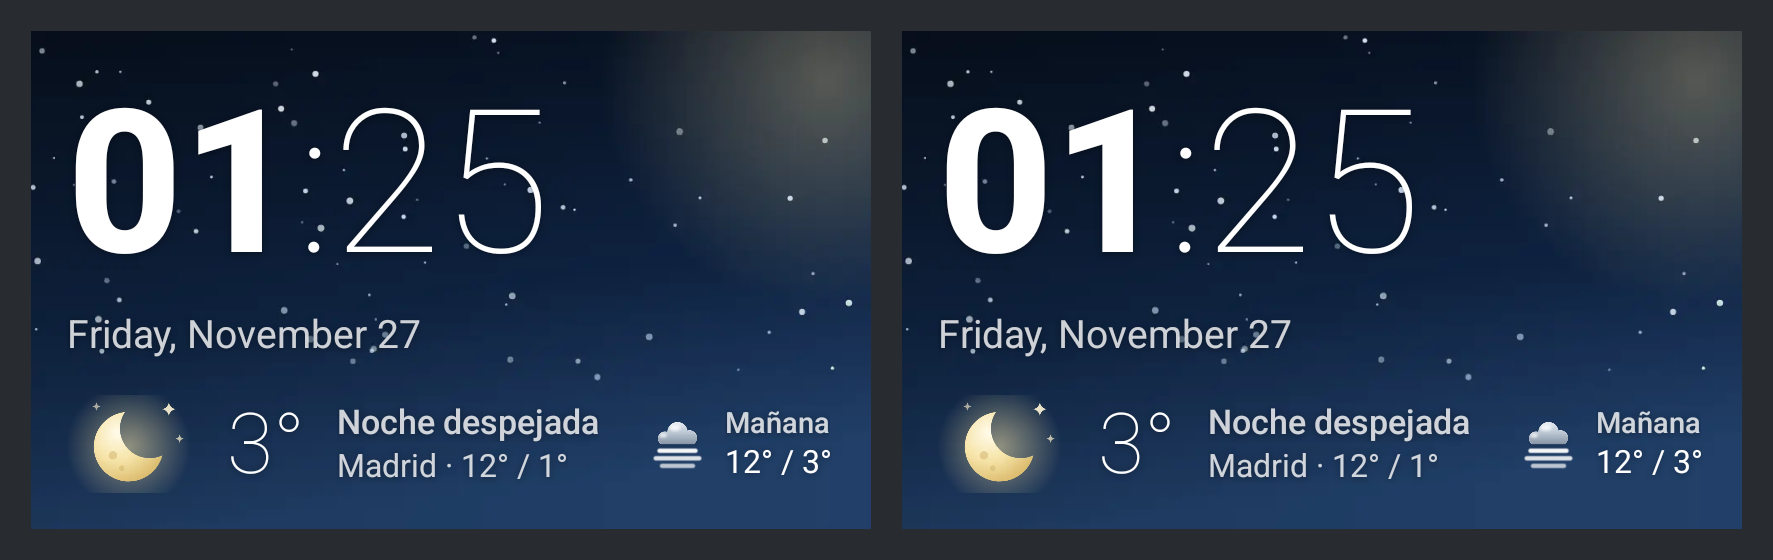 01:25
Friday, November 27
3°
Noche despejada
Madrid · 12° / 1°
Mañana
12° / 3°
01:25
Friday, November 27
3°
Noche despejada
Madrid · 12° / 1°
Mañana
12° / 3°